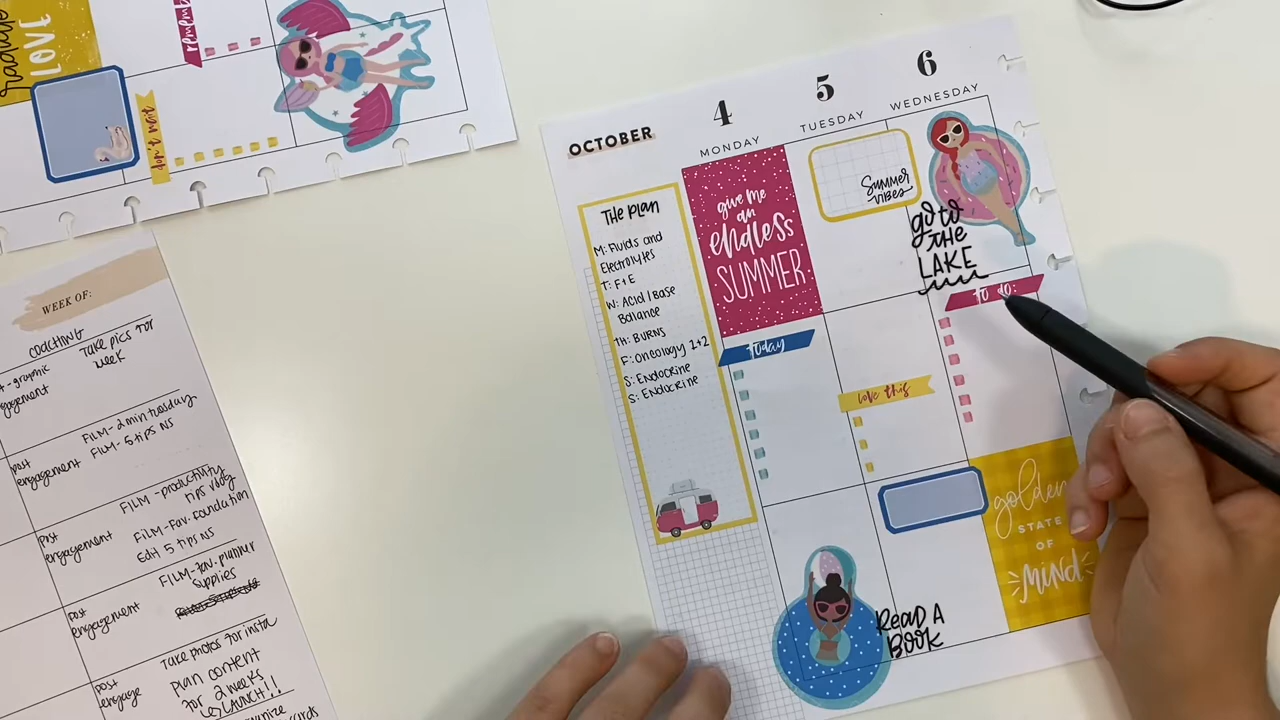 radiate
LOVE
don't wait
WEEK OF:
coaching
Take pics for
week
post
engagement
FILM - 2 min tuesday
FILM - 5 tips NS
post
engagement
FILM - productivity
tips vlog
FILM - Fav. Foundation
Edit 5 tips NS
post
engagement
FILM - fav. planner
supplies
post
engage
Take photos for insta
plan content
for 2 weeks
LAUNCH!!
OCTOBER
4
MONDAY
5
TUESDAY
6
WEDNESDAY
The Plan
M: Fluids and
Electrolytes
T: F+E
W: Acid/Base
Balance
TH: BURNS
F: Oncology 1+2
S: Endocrine
S: Endocrine
give me
an
endless
SUMMER
Today
Summer
vibes
love this
go to
THE
LAKE
TO DO:
golden
STATE
OF
MIND
READ A
BOOK